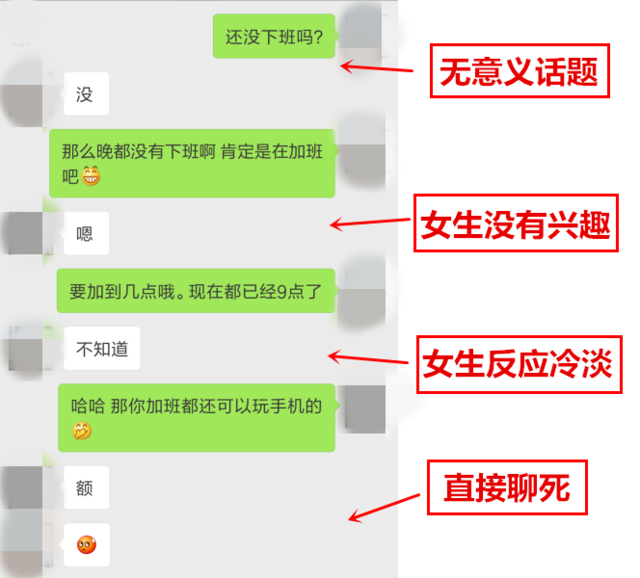 还没下班吗?
无意义话题
没
那么晚都没有下班啊 肯定是在加班
吧
女生没有兴趣
嗯
要加到几点哦。现在都已经9点了
不知道
女生反应冷淡
哈哈 那你加班都还可以玩手机的
额
直接聊死